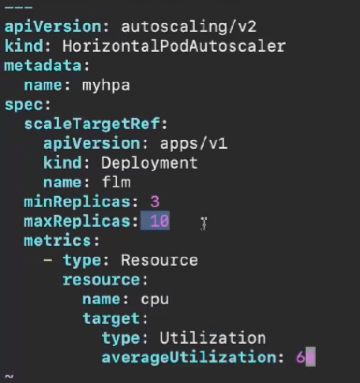 ---
apiVersion: autoscaling/v2
kind: HorizontalPodAutoscaler
metadata:
  name: myhpa
spec:
  scaleTargetRef:
    apiVersion: apps/v1
    kind: Deployment
    name: flm
  minReplicas: 3
  maxReplicas: 10
  metrics:
    - type: Resource
      resource:
        name: cpu
        target:
          type: Utilization
          averageUtilization: 60
~